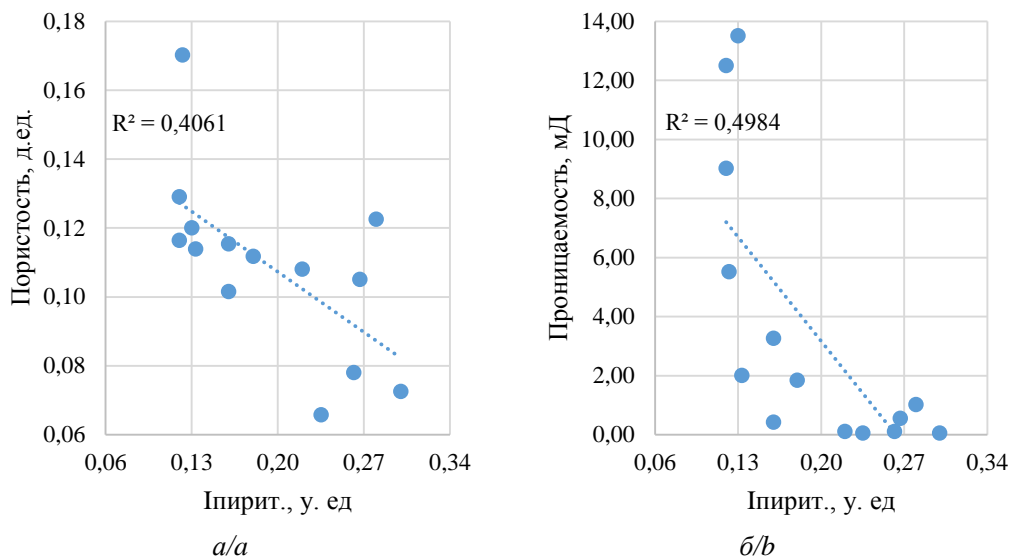 0,18
0,16
0,14
0,12
0,10
0,08
0,06
Пористость, д.ед.
R² = 0,4061
0,06 0,13 0,20 0,27 0,34
Iпирит., у. ед
а/a
14,00
12,00
10,00
8,00
6,00
4,00
2,00
0,00
Проницаемость, мД
R² = 0,4984
0,06 0,13 0,20 0,27 0,34
Iпирит., у. ед
б/b